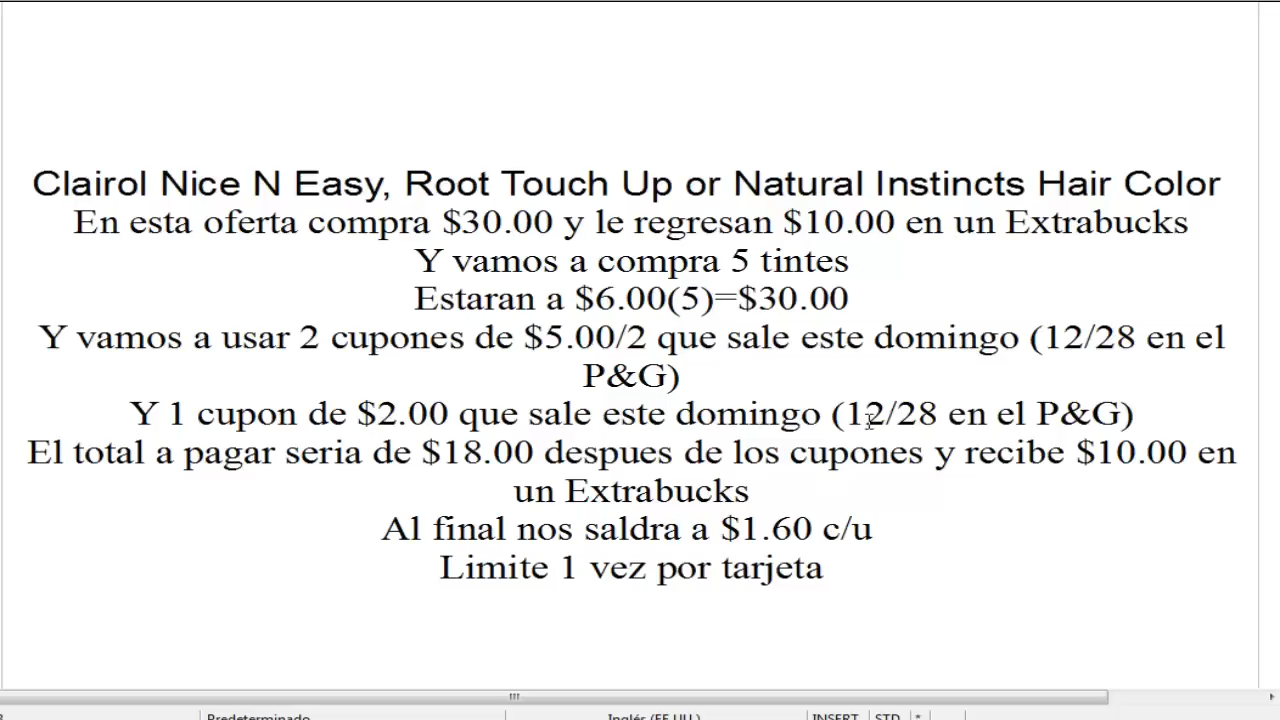 Clairol Nice N Easy, Root Touch Up or Natural Instincts Hair Color
En esta oferta compra $30.00 y le regresan $10.00 en un Extrabucks
Y vamos a compra 5 tintes
Estaran a $6.00(5)=$30.00
Y vamos a usar 2 cupones de $5.00/2 que sale este domingo (12/28 en el
P&G)
Y 1 cupon de $2.00 que sale este domingo (12/28 en el P&G)
El total a pagar seria de $18.00 despues de los cupones y recibe $10.00 en
un Extrabucks
Al final nos saldra a $1.60 c/u
Limite 1 vez por tarjeta
Predeterminado Inglés (EE.UU.) INSERT STD *